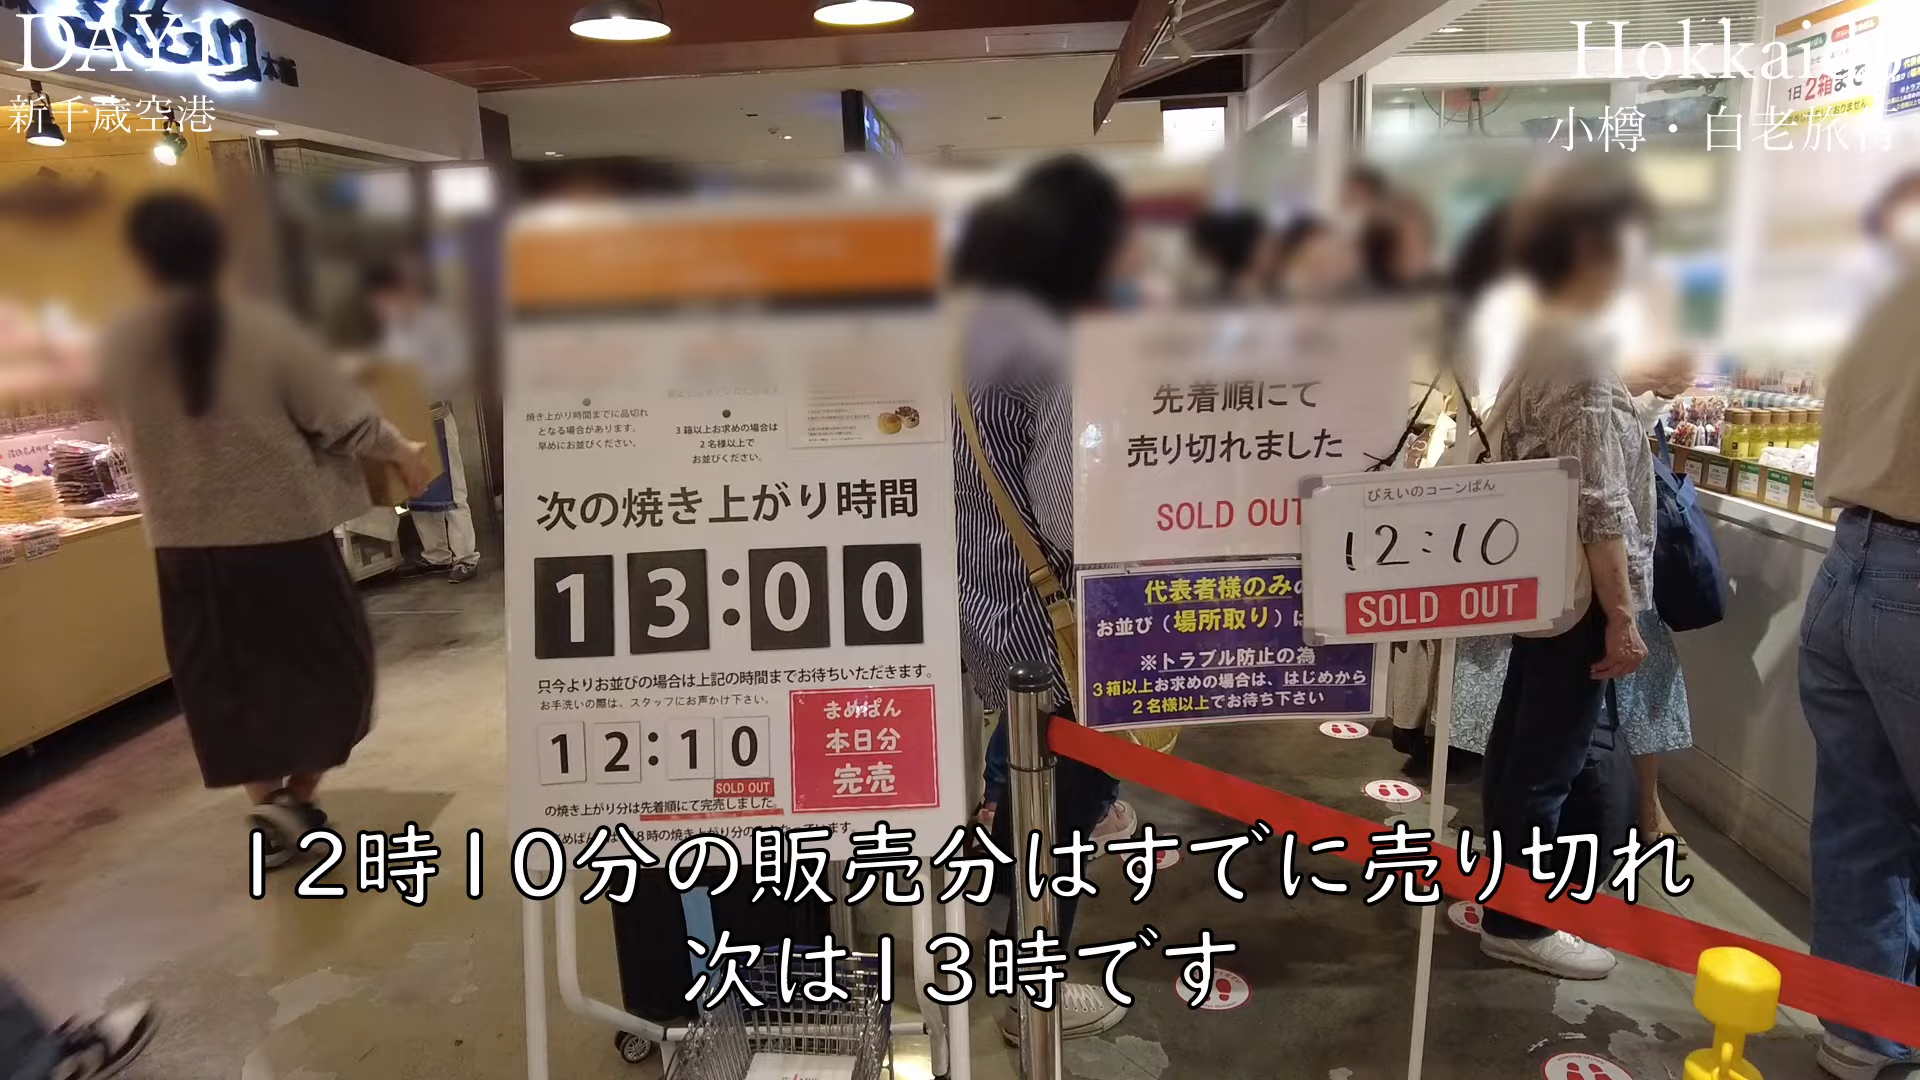 DAY1
新千歳空港
Hokkaido
小樽・白老旅行
本舗
1日2箱まで
焼き上がり時間までに品切れ
となる場合があります。
早めにお並びください。
3箱以上お求めの場合は
2名様以上で
お並びください。
次の焼き上がり時間
13:00
只今よりお並びの場合は上記の時間までお待ちいただきます。
お手洗いの際は、スタッフにお声かけ下さい。
12:10
SOLD OUT
の焼き上がり分は先着順にて完売しました。
まめぱん
本日分
完売
先着順にて
売り切れました
SOLD OUT
代表者様のみの
お並び(場所取り)は
※トラブル防止の為
3箱以上お求めの場合は、はじめから
2名様以上でお待ち下さい
びえいのコーンぱん
12:10
SOLD OUT
12時10分の販売分はすでに売り切れ
次は13時です